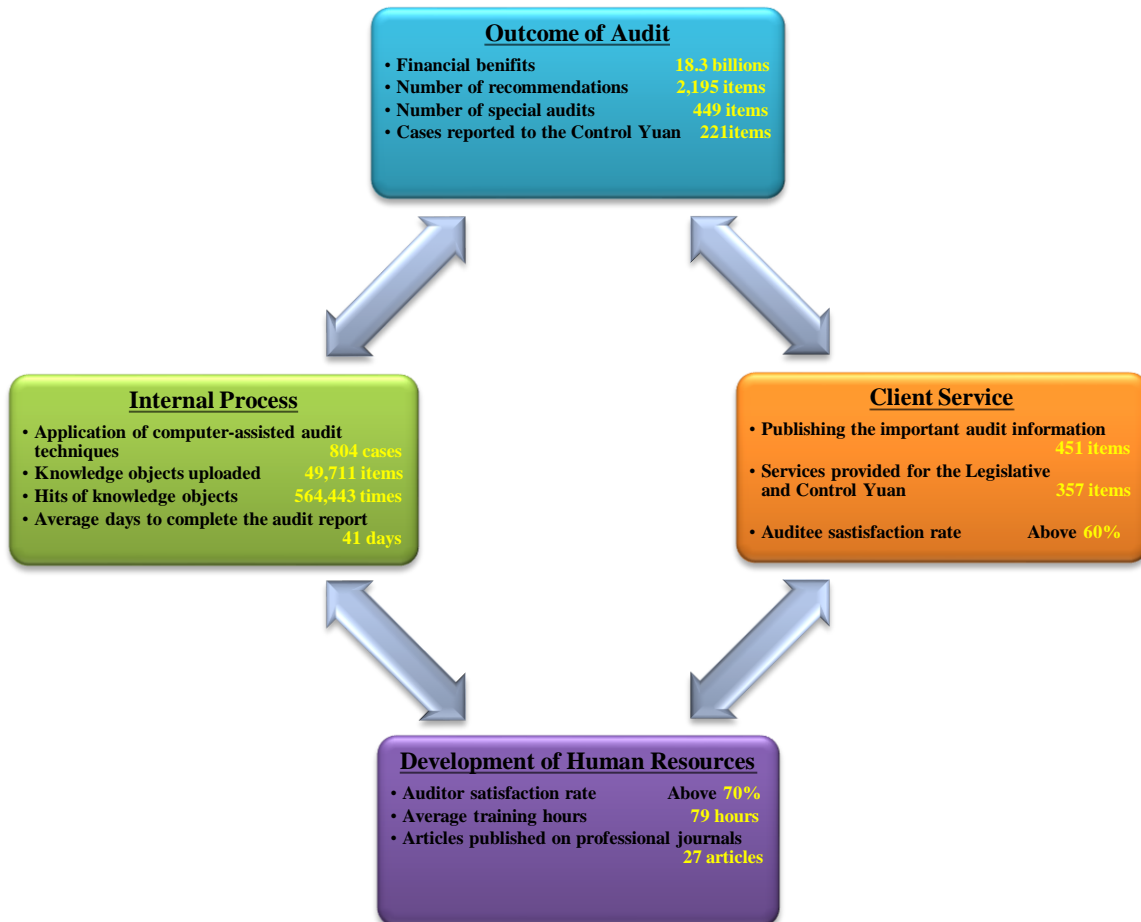 Outcome of Audit
• Financial benifits 18.3 billions
• Number of recommendations 2,195 items
• Number of special audits 449 items
• Cases reported to the Control Yuan 221items
Internal Process
• Application of computer-assisted audit
techniques 804 cases
• Knowledge objects uploaded 49,711 items
• Hits of knowledge objects 564,443 times
• Average days to complete the audit report
41 days
Client Service
• Publishing the important audit information
451 items
• Services provided for the Legislative
and Control Yuan 357 items
• Auditee sastisfaction rate Above 60%
Development of Human Resources
• Auditor satisfaction rate Above 70%
• Average training hours 79 hours
• Articles published on professional journals
27 articles